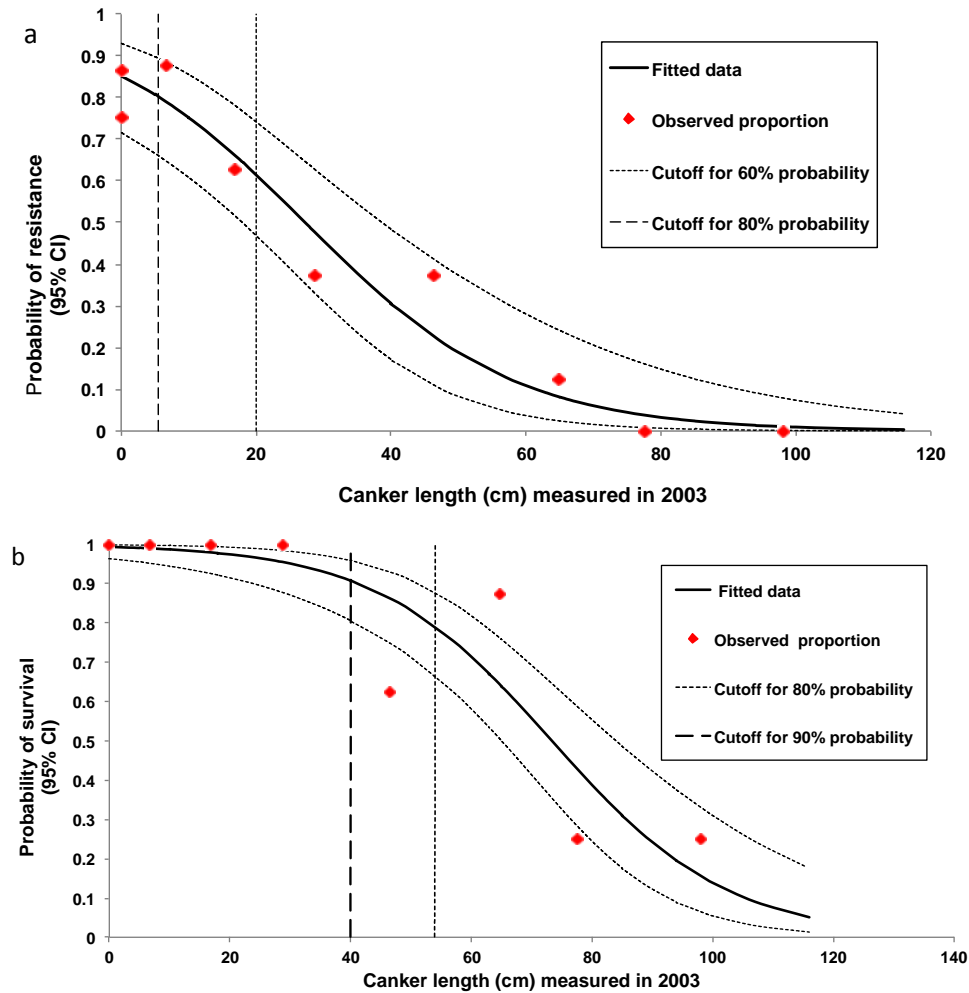 a
1
0.9
0.8
0.7
0.6
0.5
0.4
0.3
0.2
0.1
0
Probability of resistance
(95% CI)
Fitted data
Observed proportion
Cutoff for 60% probability
Cutoff for 80% probability
0 20 40 60 80 100 120
Canker length (cm) measured in 2003
b
1
0.9
0.8
0.7
0.6
0.5
0.4
0.3
0.2
0.1
0
Probability of survival
(95% CI)
Fitted data
Observed proportion
Cutoff for 80% probability
Cutoff for 90% probability
0 20 40 60 80 100 120 140
Canker length (cm) measured in 2003